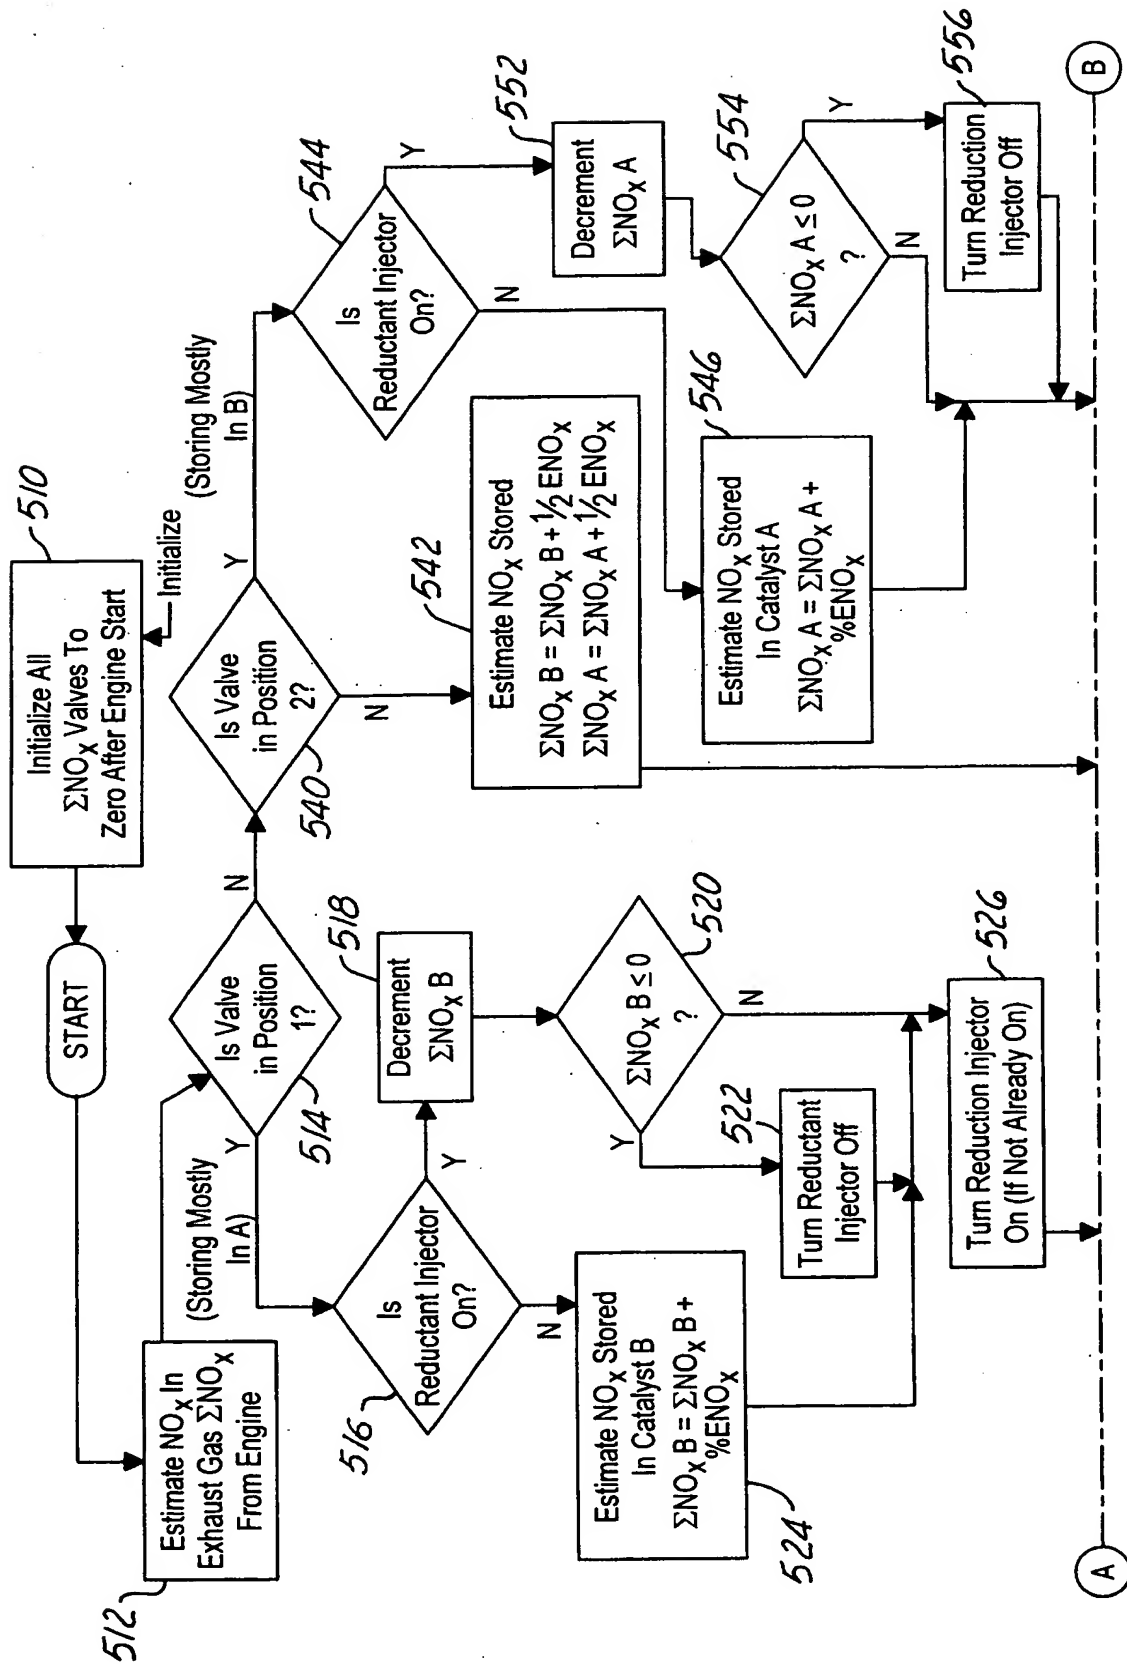 510
Initialize All
ΣNOx Valves To
Zero After Engine Start
Initialize
START
512
Estimate NOx In
Exhaust Gas ΣNOx
From Engine
514
Is Valve
in Position
1?
Y
N
(Storing Mostly
In A)
540
Is Valve
in Position
2?
Y
N
(Storing Mostly
In B)
516
Is
Reductant Injector
On?
Y
N
518
Decrement
ΣNOx B
520
ΣNOx B ≤ 0
?
Y
N
522
Turn Reductant
Injector Off
524
Estimate NOx Stored
In Catalyst B
ΣNOx B = ΣNOx B +
%ENOx
526
Turn Reduction Injector
On (If Not Already On)
542
Estimate NOx Stored
ΣNOx B = ΣNOx B + 1/2 ENOx
ΣNOx A = ΣNOx A + 1/2 ENOx
544
Is
Reductant Injector
On?
Y
N
546
Estimate NOx Stored
In Catalyst A
ΣNOx A = ΣNOx A +
%ENOx
552
Decrement
ΣNOx A
554
ΣNOx A ≤ 0
?
Y
N
556
Turn Reduction
Injector Off
A
B